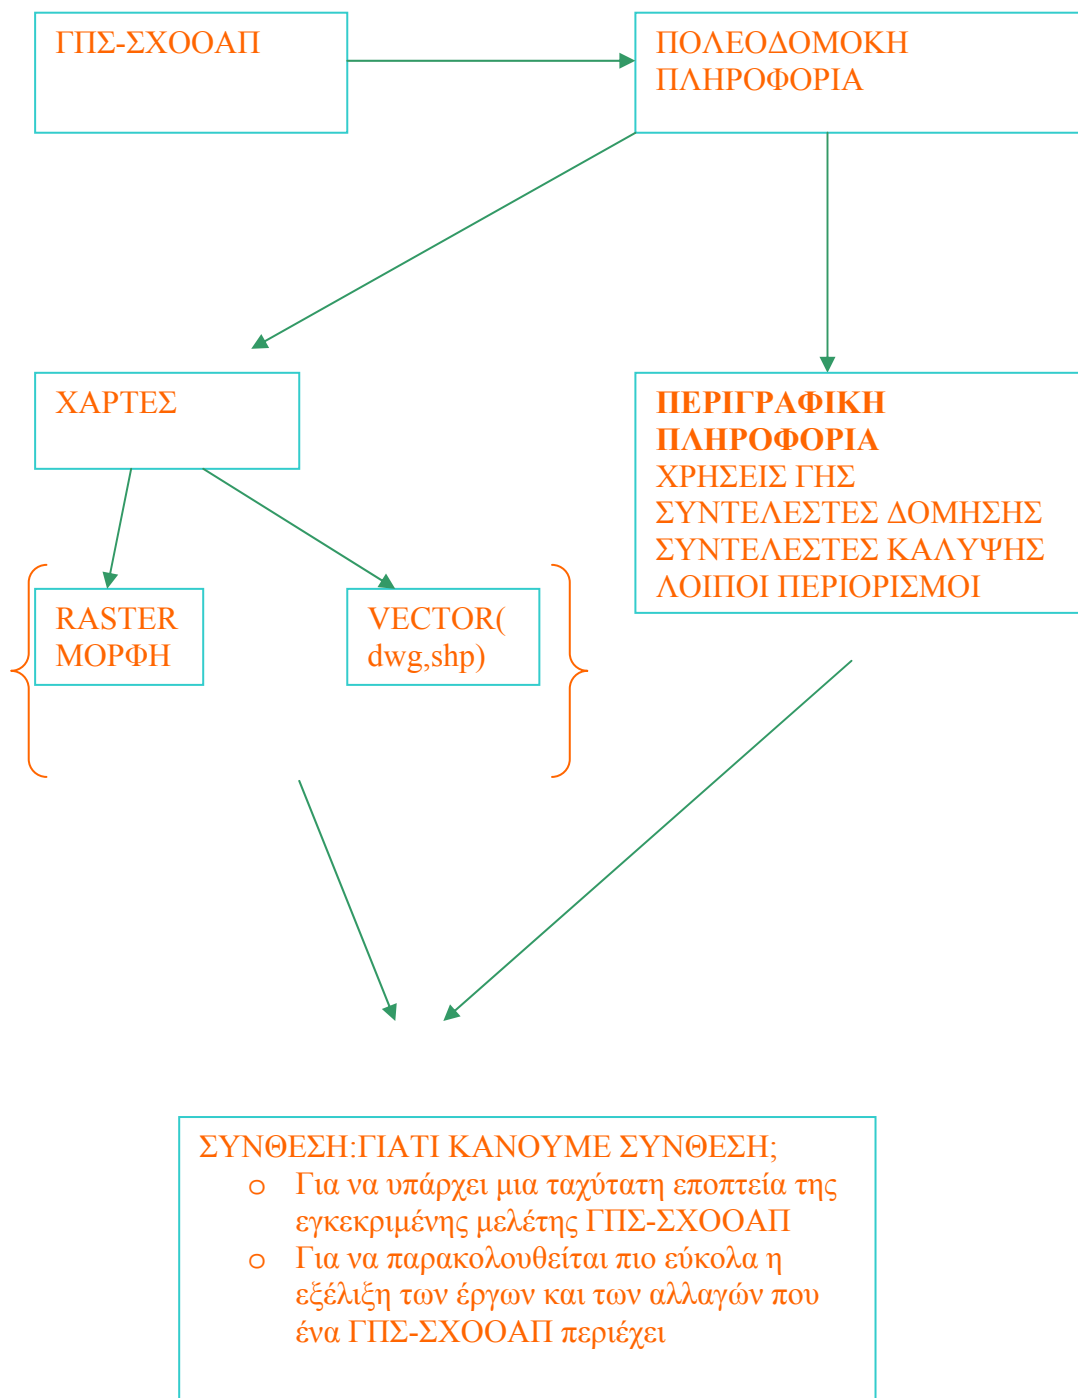 ΓΠΣ-ΣΧΟΟΑΠ
ΠΟΛΕΟΔΟΜΟΚΗ
ΠΛΗΡΟΦΟΡΙΑ
ΧΑΡΤΕΣ
ΠΕΡΙΓΡΑΦΙΚΗ
ΠΛΗΡΟΦΟΡΙΑ
ΧΡΗΣΕΙΣ ΓΗΣ
ΣΥΝΤΕΛΕΣΤΕΣ ΔΟΜΗΣΗΣ
ΣΥΝΤΕΛΕΣΤΕΣ ΚΑΛΥΨΗΣ
ΛΟΙΠΟΙ ΠΕΡΙΟΡΙΣΜΟΙ
RASTER
ΜΟΡΦΗ
VECTOR(
dwg,shp)
ΣΥΝΘΕΣΗ:ΓΙΑΤΙ ΚΑΝΟΥΜΕ ΣΥΝΘΕΣΗ;
o Για να υπάρχει μια ταχύτατη εποπτεία της
εγκεκριμένης μελέτης ΓΠΣ-ΣΧΟΟΑΠ
o Για να παρακολουθείται πιο εύκολα η
εξέλιξη των έργων και των αλλαγών που
ένα ΓΠΣ-ΣΧΟΟΑΠ περιέχει